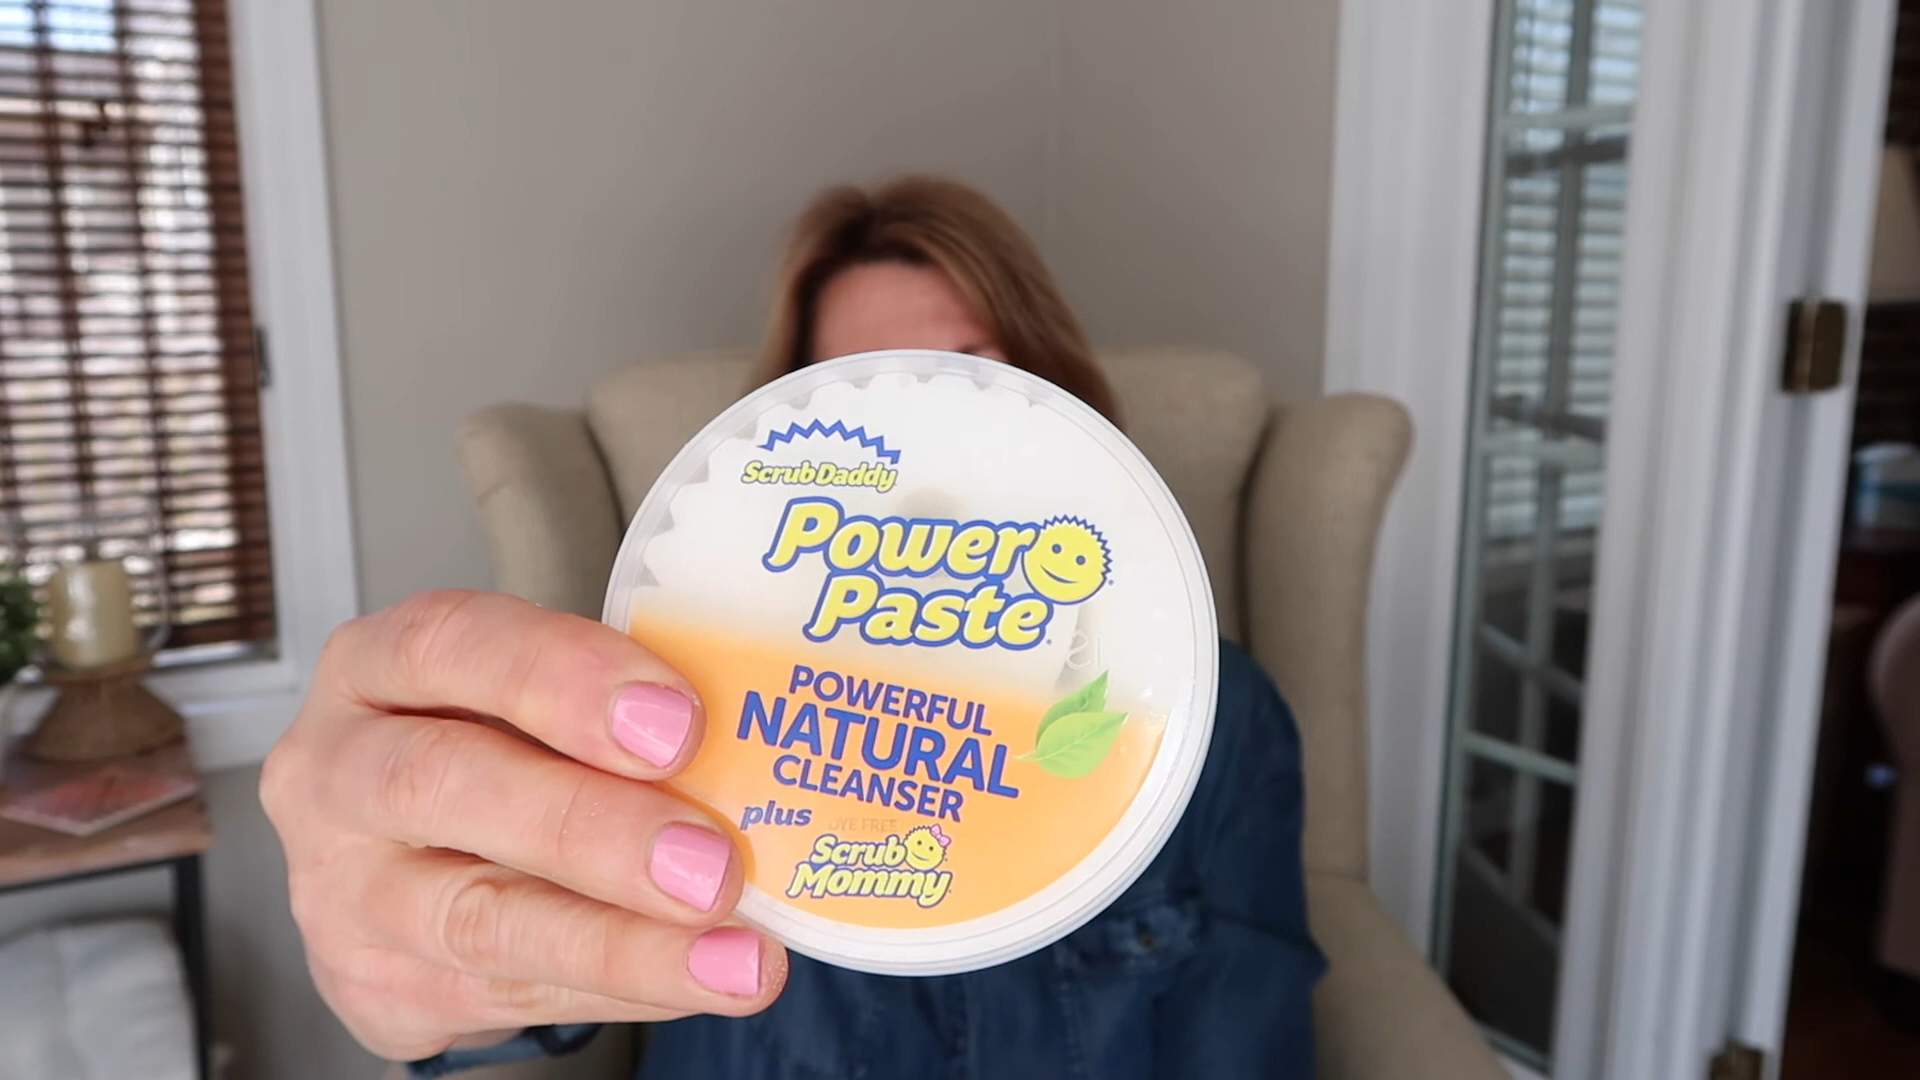 ScrubDaddy
Power
Paste
POWERFUL
NATURAL
CLEANSER
plus
DYE FREE
Scrub
Mommy